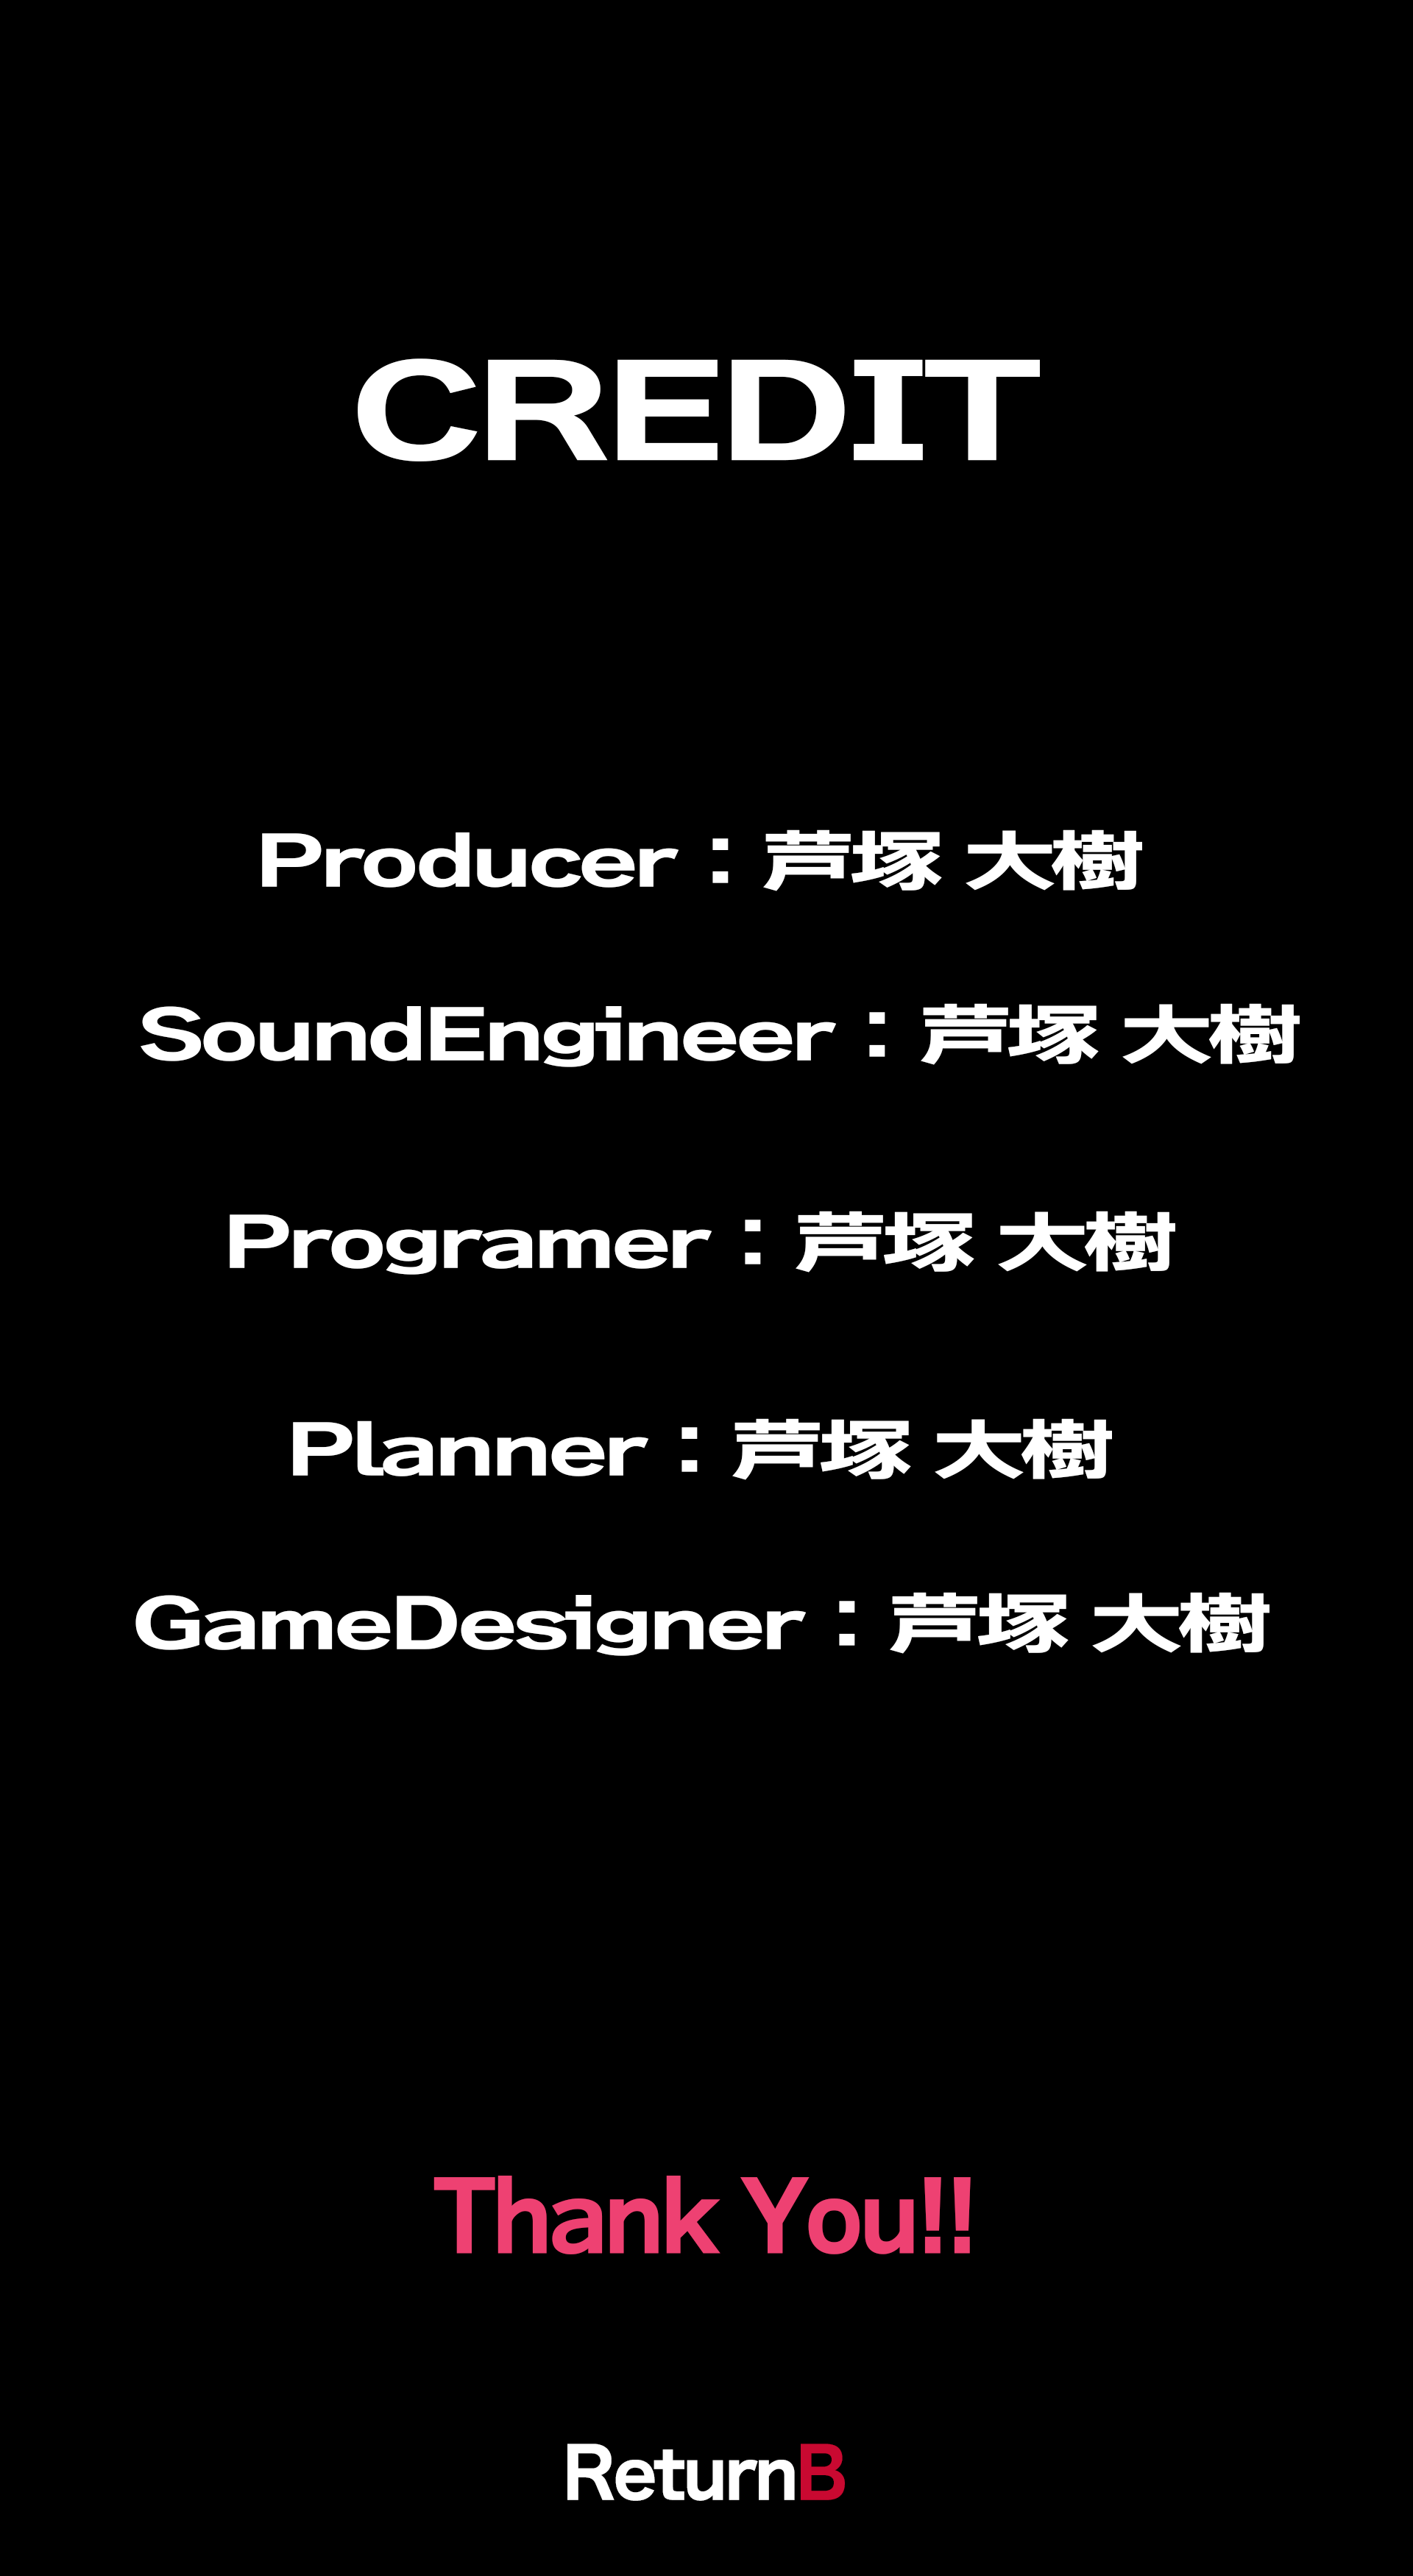 CREDIT
Producer：芦塚 大樹
SoundEngineer：芦塚 大樹
Programer：芦塚 大樹
Planner：芦塚 大樹
GameDesigner：芦塚 大樹
Thank You!!
ReturnB